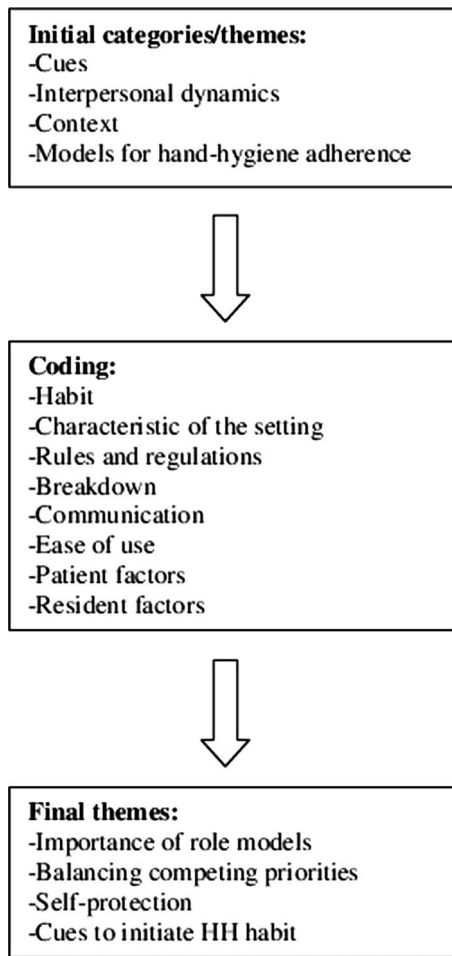 Initial categories/themes:
-Cues
-Interpersonal dynamics
-Context
-Models for hand-hygiene adherence
Coding:
-Habit
-Characteristic of the setting
-Rules and regulations
-Breakdown
-Communication
-Ease of use
-Patient factors
-Resident factors
Final themes:
-Importance of role models
-Balancing competing priorities
-Self-protection
-Cues to initiate HH habit